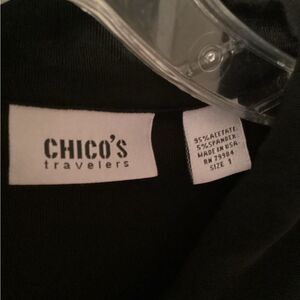 CHICO'S
travelers
95% ACETATE
5% SPANDEX
MADE IN USA
RN 79984
SIZE 1